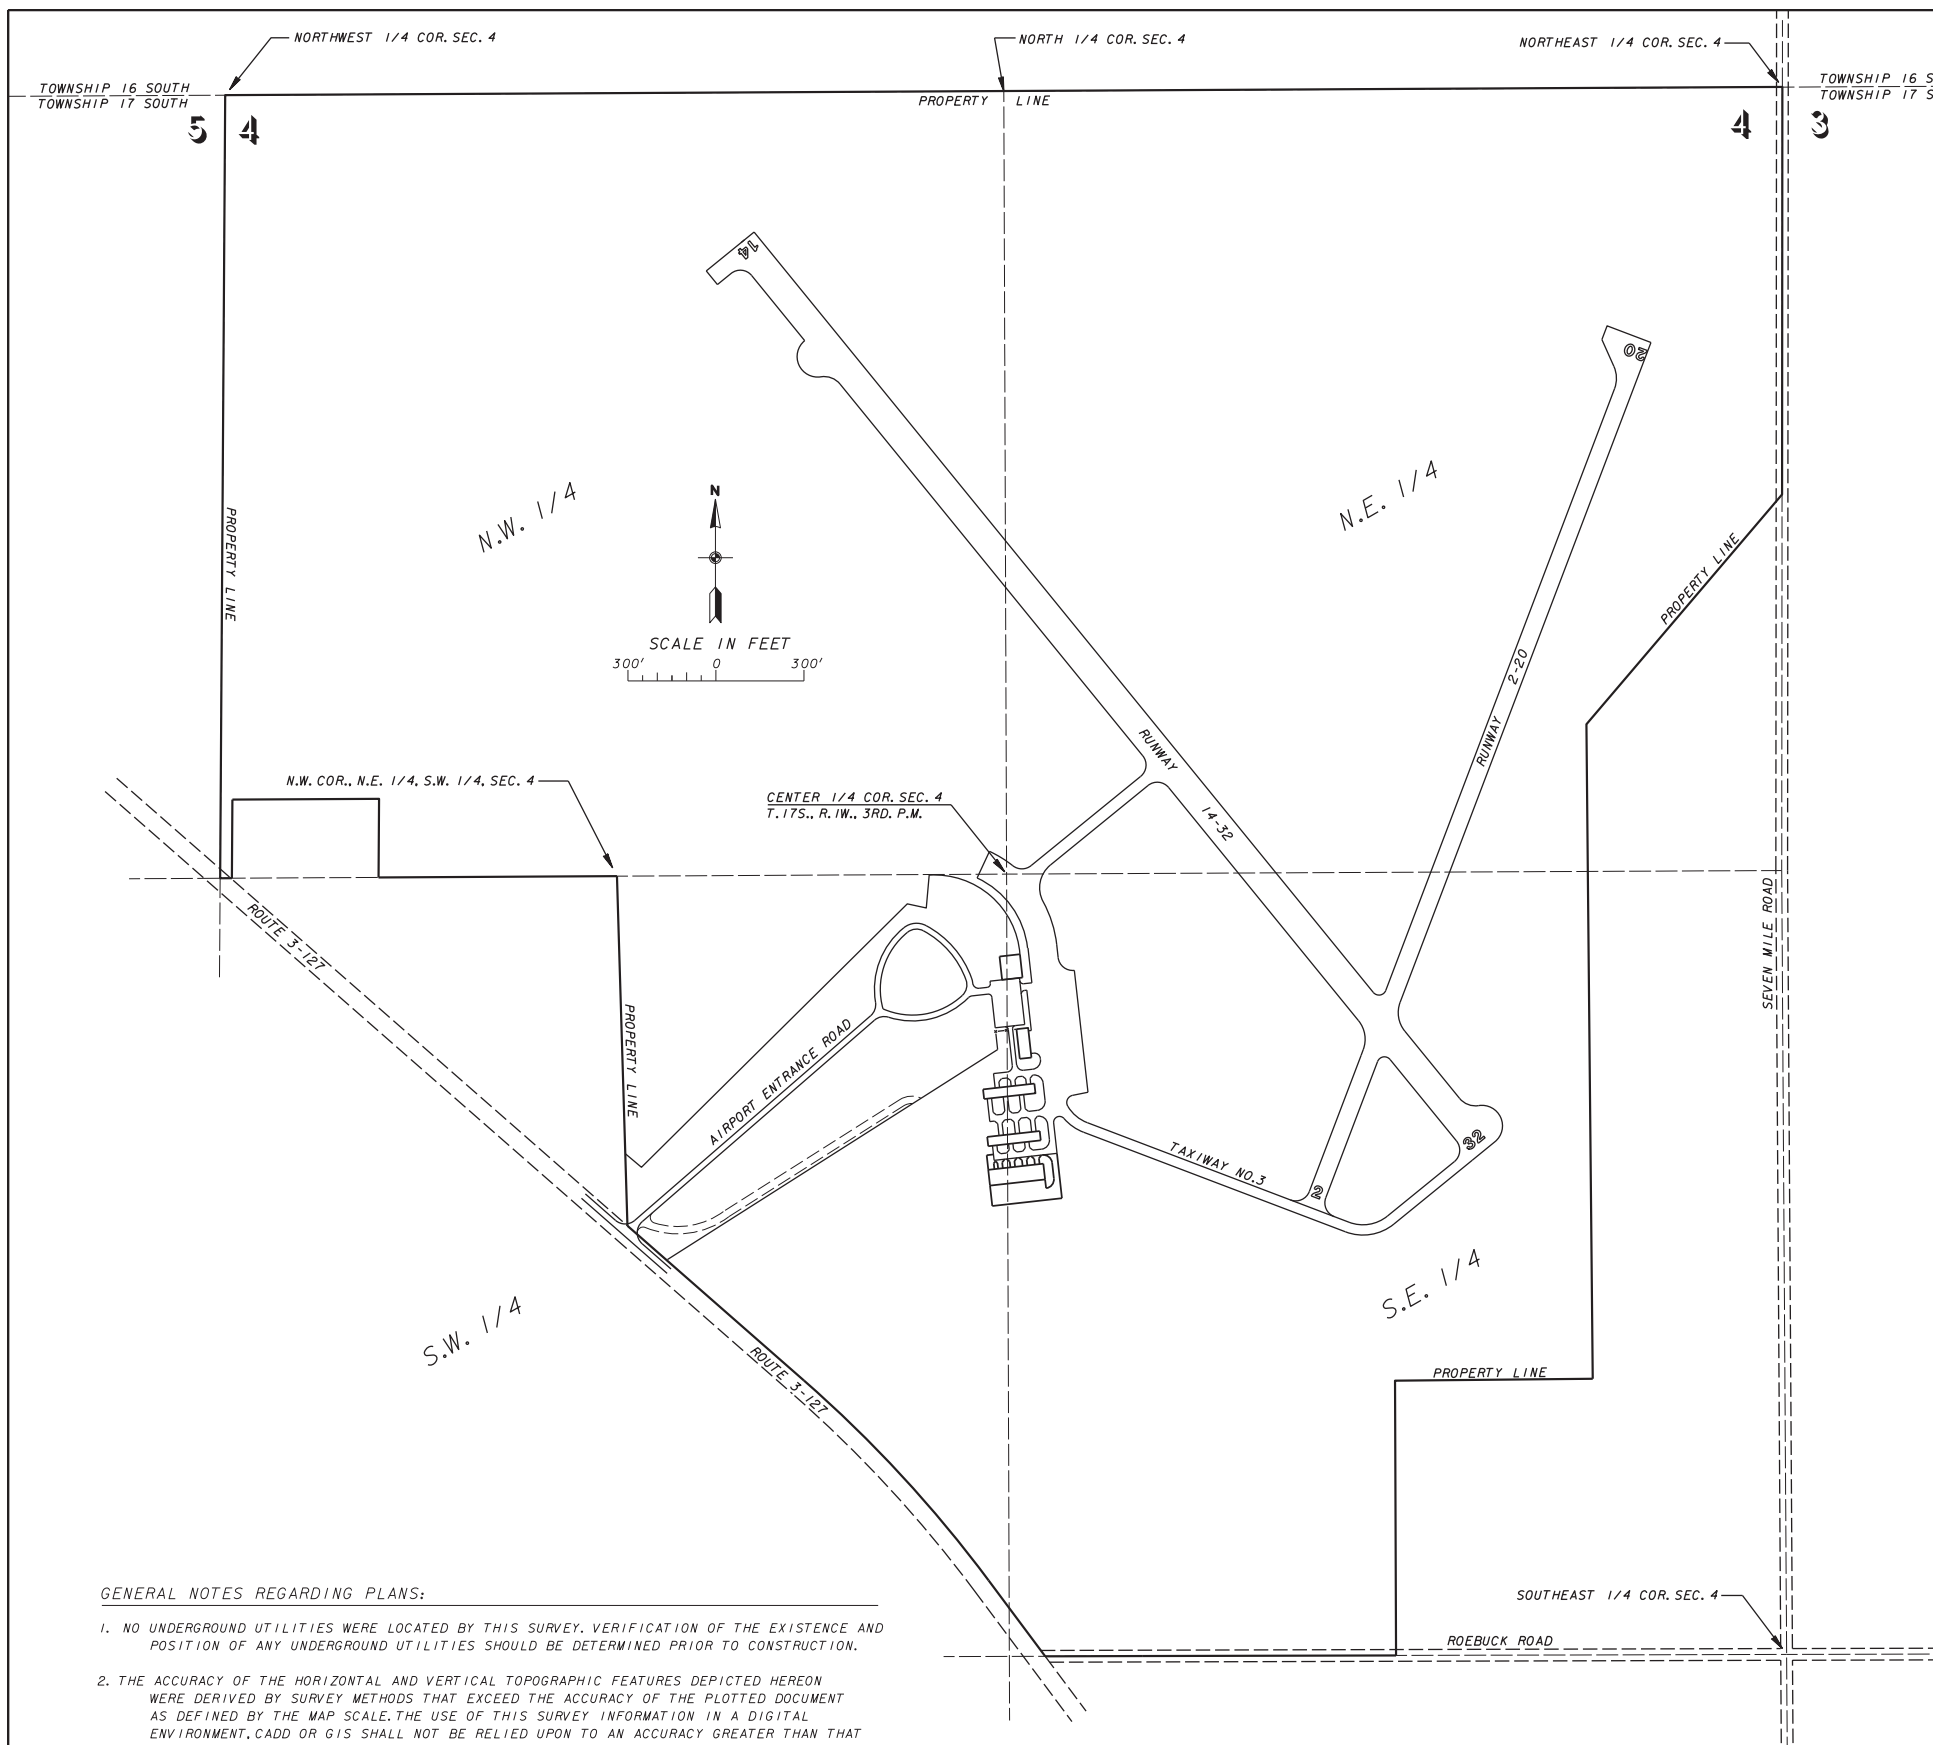 NORTHWEST 1/4 COR. SEC. 4
NORTH 1/4 COR. SEC. 4
NORTHEAST 1/4 COR. SEC. 4
TOWNSHIP 16 SOUTH
TOWNSHIP 17 SOUTH
TOWNSHIP 16 S
TOWNSHIP 17 S
PROPERTY LINE
5 4
4 3
14
20
N.W. 1/4
N.E. 1/4
N
PROPERTY LINE
PROPERTY LINE
SCALE IN FEET
300' 0 300'
RUNWAY 2-20
RUNWAY 14-32
N.W. COR., N.E. 1/4, S.W. 1/4, SEC. 4
CENTER 1/4 COR. SEC. 4
T.17S., R.1W., 3RD. P.M.
ROUTE 3-127
SEVEN MILE ROAD
PROPERTY LINE
AIRPORT ENTRANCE ROAD
TAXIWAY NO.3
32
2
S.W. 1/4
S.E. 1/4
ROUTE 3-127
PROPERTY LINE
SOUTHEAST 1/4 COR. SEC. 4
ROEBUCK ROAD
GENERAL NOTES REGARDING PLANS:
1. NO UNDERGROUND UTILITIES WERE LOCATED BY THIS SURVEY. VERIFICATION OF THE EXISTENCE AND
POSITION OF ANY UNDERGROUND UTILITIES SHOULD BE DETERMINED PRIOR TO CONSTRUCTION.
2. THE ACCURACY OF THE HORIZONTAL AND VERTICAL TOPOGRAPHIC FEATURES DEPICTED HEREON
WERE DERIVED BY SURVEY METHODS THAT EXCEED THE ACCURACY OF THE PLOTTED DOCUMENT
AS DEFINED BY THE MAP SCALE. THE USE OF THIS SURVEY INFORMATION IN A DIGITAL
ENVIRONMENT, CADD OR GIS SHALL NOT BE RELIED UPON TO AN ACCURACY GREATER THAN THAT